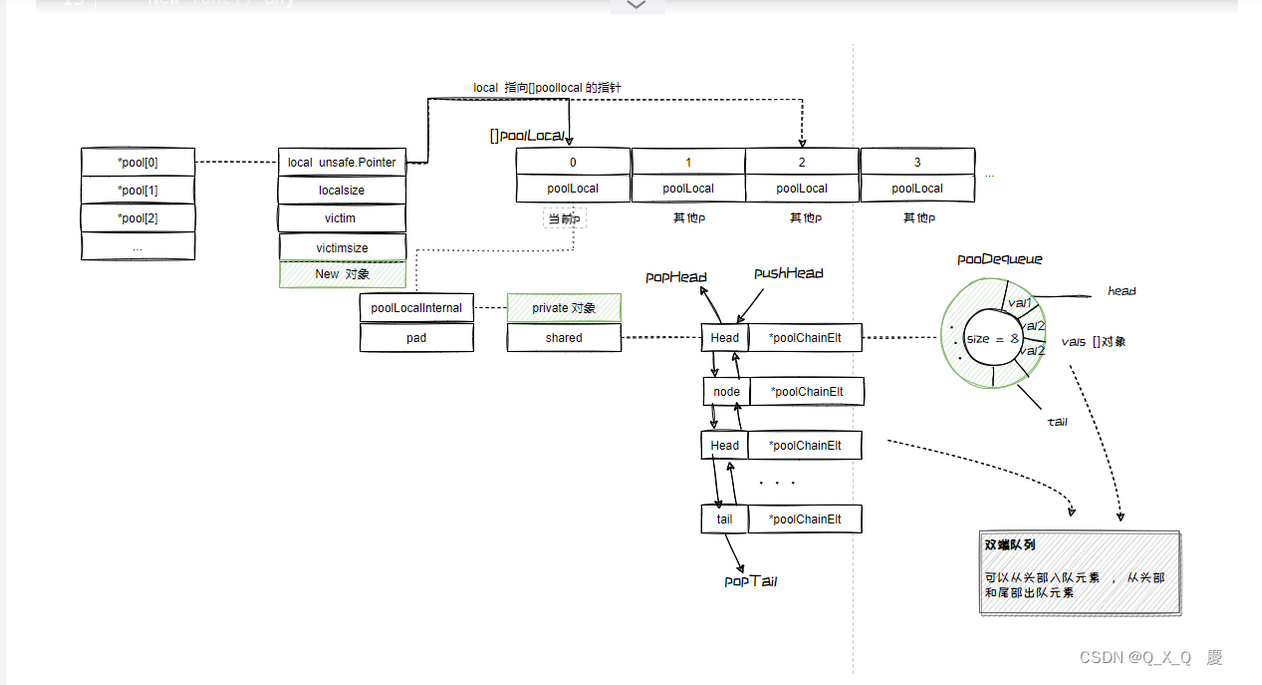 New func() any
local 指向[]poollocal 的指针
[]poolLocal
*pool[0]
*pool[1]
*pool[2]
...
local unsafe.Pointer
localsize
victim
victimsize
New 对象
0
1
2
3
poolLocal
poolLocal
poolLocal
poolLocal
...
当前p
其他p
其他p
其他p
poolLocalInternal
pad
private 对象
shared
popHead
pushHead
Head
*poolChainElt
node
*poolChainElt
Head
*poolChainElt
. . .
tail
*poolChainElt
popTail
pooDequeue
val1
val2
val2
size = 8
head
vals []对象
tail
双端队列
可以从头部入队元素 , 从头部
和尾部出队元素
CSDN @Q_X_Q 慶